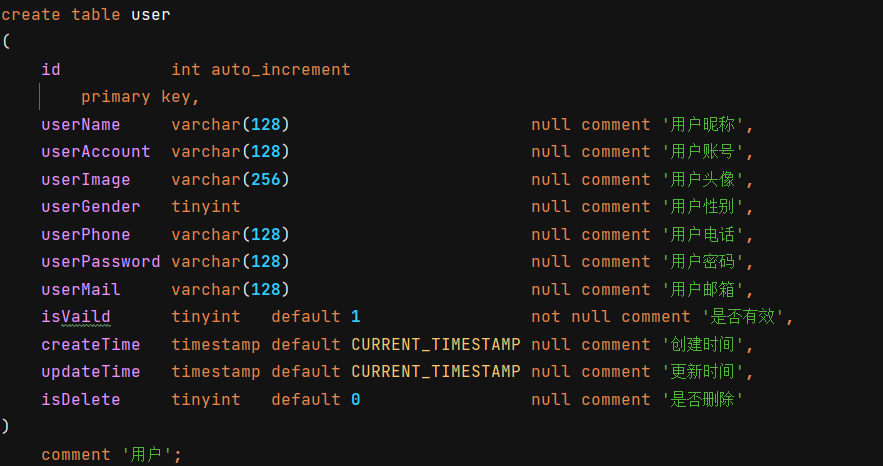 create table user
(
    id           int auto_increment
        primary key,
    userName     varchar(128)                        null comment '用户昵称',
    userAccount  varchar(128)                        null comment '用户账号',
    userImage    varchar(256)                        null comment '用户头像',
    userGender   tinyint                             null comment '用户性别',
    userPhone    varchar(128)                        null comment '用户电话',
    userPassword varchar(128)                        null comment '用户密码',
    userMail     varchar(128)                        null comment '用户邮箱',
    isVaild      tinyint   default 1                 not null comment '是否有效',
    createTime   timestamp default CURRENT_TIMESTAMP null comment '创建时间',
    updateTime   timestamp default CURRENT_TIMESTAMP null comment '更新时间',
    isDelete     tinyint   default 0                 null comment '是否删除'
)
    comment '用户';